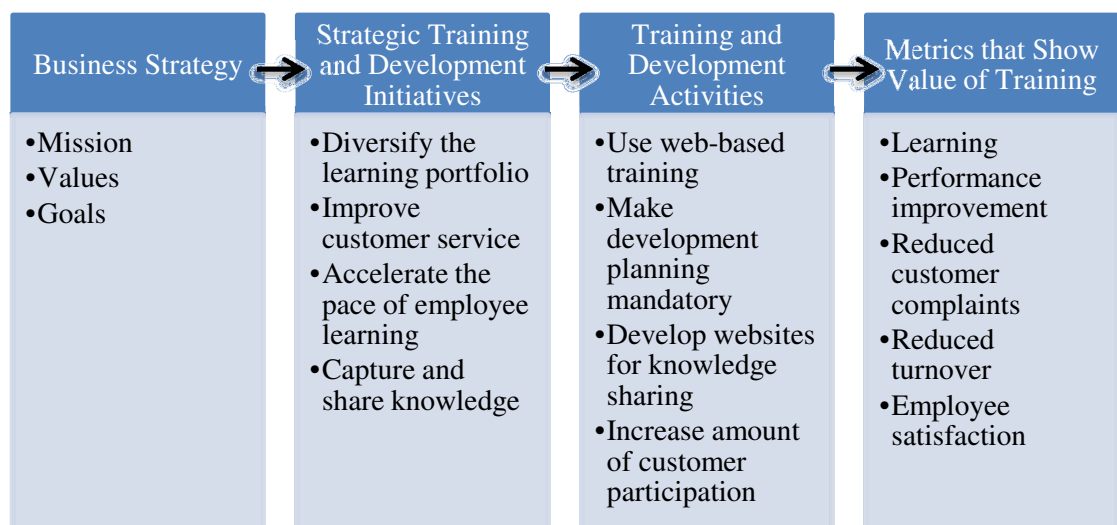 Business Strategy
•Mission
•Values
•Goals
Strategic Training
and Development
Initiatives
•Diversify the
learning portfolio
•Improve
customer service
•Accelerate the
pace of employee
learning
•Capture and
share knowledge
Training and
Development
Activities
•Use web-based
training
•Make
development
planning
mandatory
•Develop websites
for knowledge
sharing
•Increase amount
of customer
participation
Metrics that Show
Value of Training
•Learning
•Performance
improvement
•Reduced
customer
complaints
•Reduced
turnover
•Employee
satisfaction